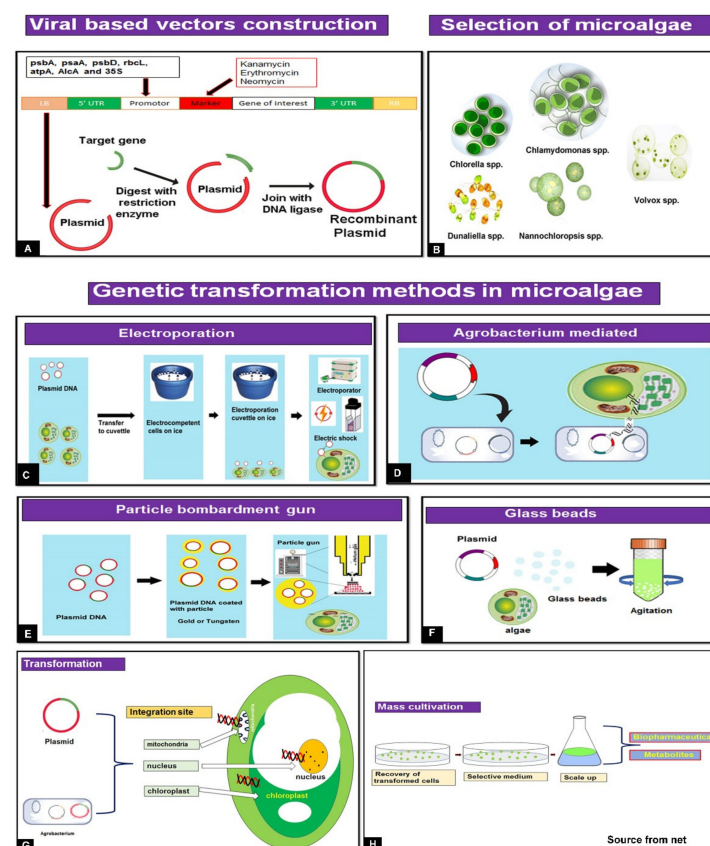 Viral based vectors construction
Selection of microalgae
psbA, psaA, psbD, rbcL,
atpA, AlcA and 35S
Kanamycin
Erythromycin
Neomycin
LB
5' UTR
Promotor
Marker
Gene of interest
3' UTR
RB
Target gene
Plasmid
Digest with
restriction
enzyme
Plasmid
Join with
DNA ligase
Recombinant
Plasmid
A
Chlorella spp.
Chlamydomonas spp.
Volvox spp.
Dunaliella spp.
Nannochloropsis spp.
B
Genetic transformation methods in microalgae
Electroporation
Plasmid DNA
Transfer
to cuvettle
Electrocompetent
cells on ice
Electroporation
cuvettle on ice
Electroporator
Electric shock
C
Agrobacterium mediated
D
Particle bombardment gun
Plasmid DNA
Plasmid DNA coated
with particle
Gold or Tungsten
Particle gun
E
Glass beads
Plasmid
algae
Glass beads
Agitation
F
Transformation
Plasmid
Agrobacterium
Integration site
mitochondria
nucleus
chloroplast
nucleus
chloroplast
G
Mass cultivation
Recovery of
transformed cells
Selective medium
Scale up
Biopharmaceutica
Metabolites
H
Source from net